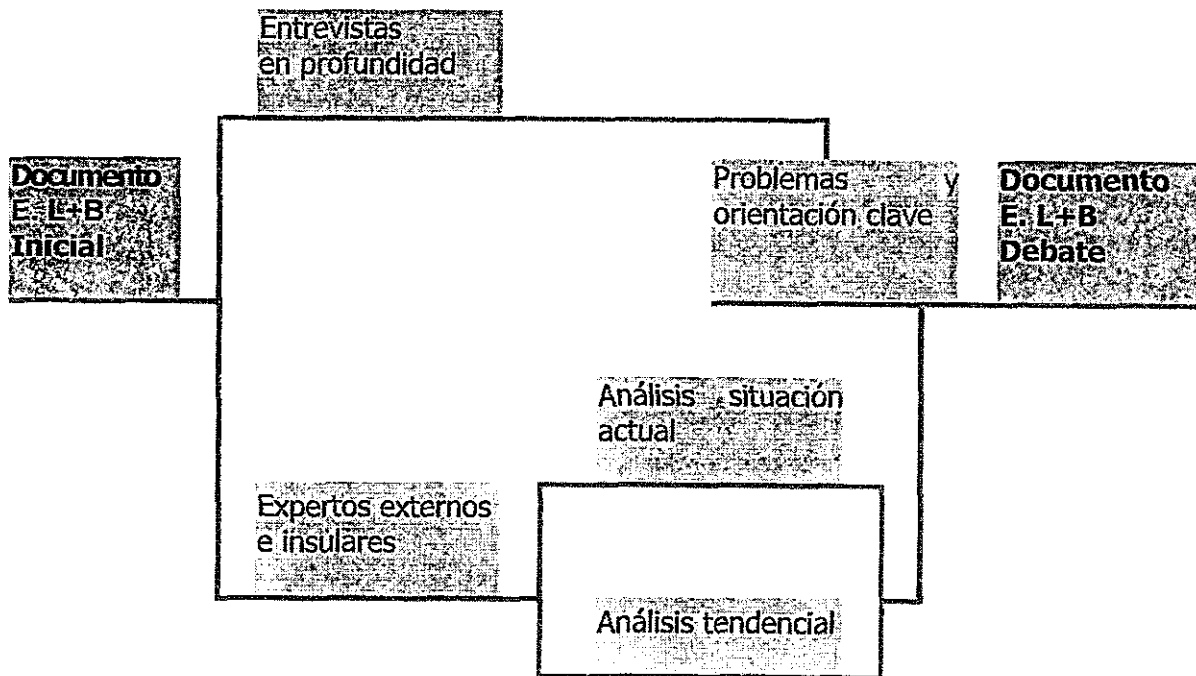 Entrevistas
en profundidad
Documento
E. L+B
Inicial
Problemas y
orientación clave
Documento
E. L+B
Debate
Análisis situación
actual
Expertos externos
e insulares
Análisis tendencial